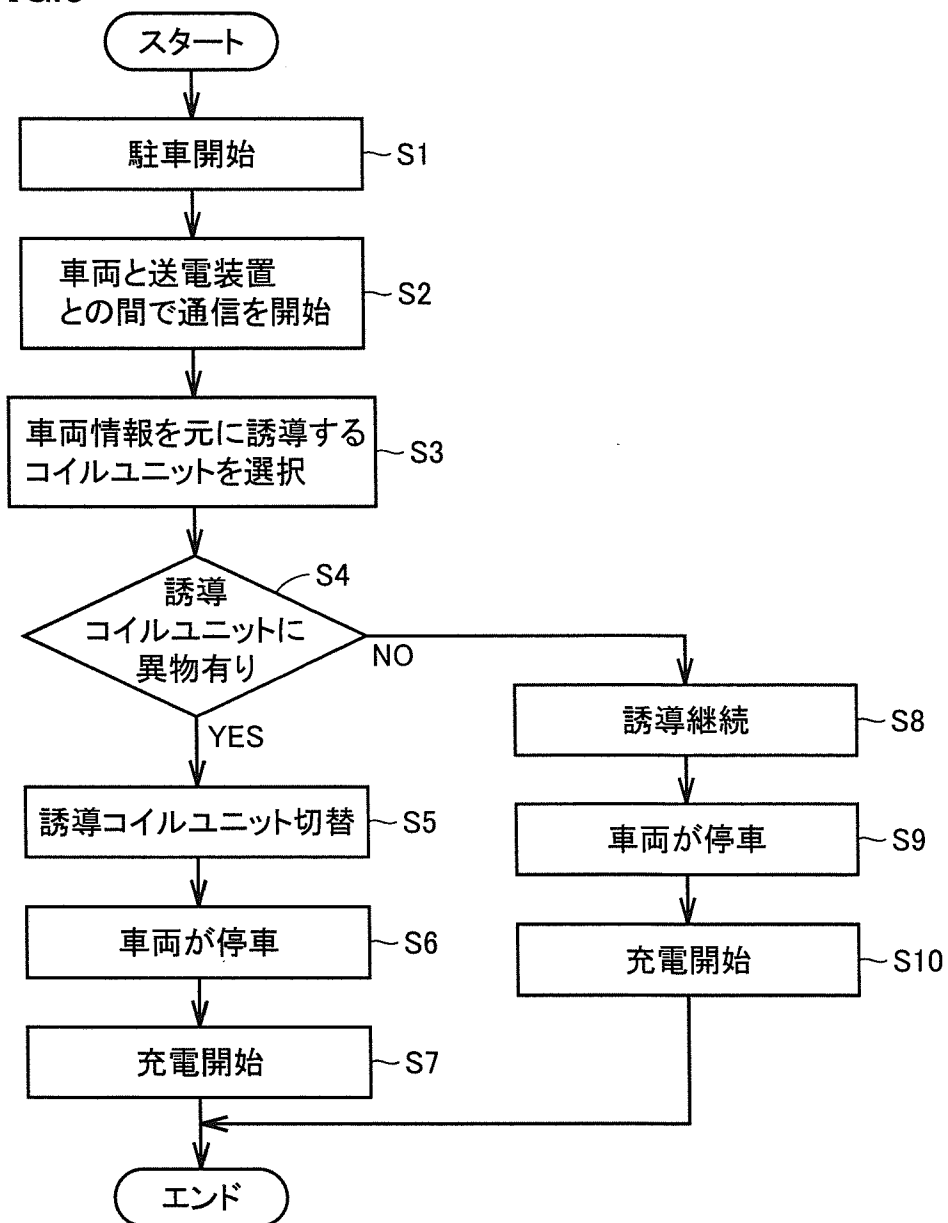 スタート
駐車開始
S1
車両と送電装置
との間で通信を開始
S2
車両情報を元に誘導する
コイルユニットを選択
S3
誘導
コイルユニットに
異物有り
S4
NO
YES
誘導コイルユニット切替
S5
車両が停車
S6
充電開始
S7
誘導継続
S8
車両が停車
S9
充電開始
S10
エンド